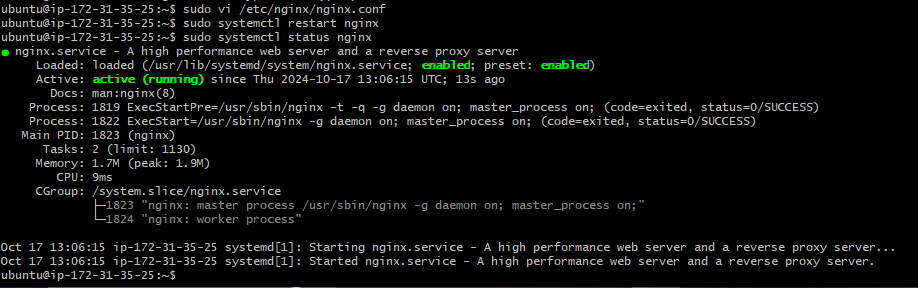 ubuntu@ip-172-31-35-25:~$ sudo vi /etc/nginx/nginx.conf
ubuntu@ip-172-31-35-25:~$ sudo systemctl restart nginx
ubuntu@ip-172-31-35-25:~$ sudo systemctl status nginx
● nginx.service - A high performance web server and a reverse proxy server
     Loaded: loaded (/usr/lib/systemd/system/nginx.service; enabled; preset: enabled)
     Active: active (running) since Thu 2024-10-17 13:06:15 UTC; 13s ago
       Docs: man:nginx(8)
    Process: 1819 ExecStartPre=/usr/sbin/nginx -t -q -g daemon on; master_process on; (code=exited, status=0/SUCCESS)
    Process: 1822 ExecStart=/usr/sbin/nginx -g daemon on; master_process on; (code=exited, status=0/SUCCESS)
   Main PID: 1823 (nginx)
      Tasks: 2 (limit: 1130)
     Memory: 1.7M (peak: 1.9M)
        CPU: 9ms
     CGroup: /system.slice/nginx.service
             ├─1823 "nginx: master process /usr/sbin/nginx -g daemon on; master_process on;"
             └─1824 "nginx: worker process"

Oct 17 13:06:15 ip-172-31-35-25 systemd[1]: Starting nginx.service - A high performance web server and a reverse proxy server...
Oct 17 13:06:15 ip-172-31-35-25 systemd[1]: Started nginx.service - A high performance web server and a reverse proxy server.
ubuntu@ip-172-31-35-25:~$